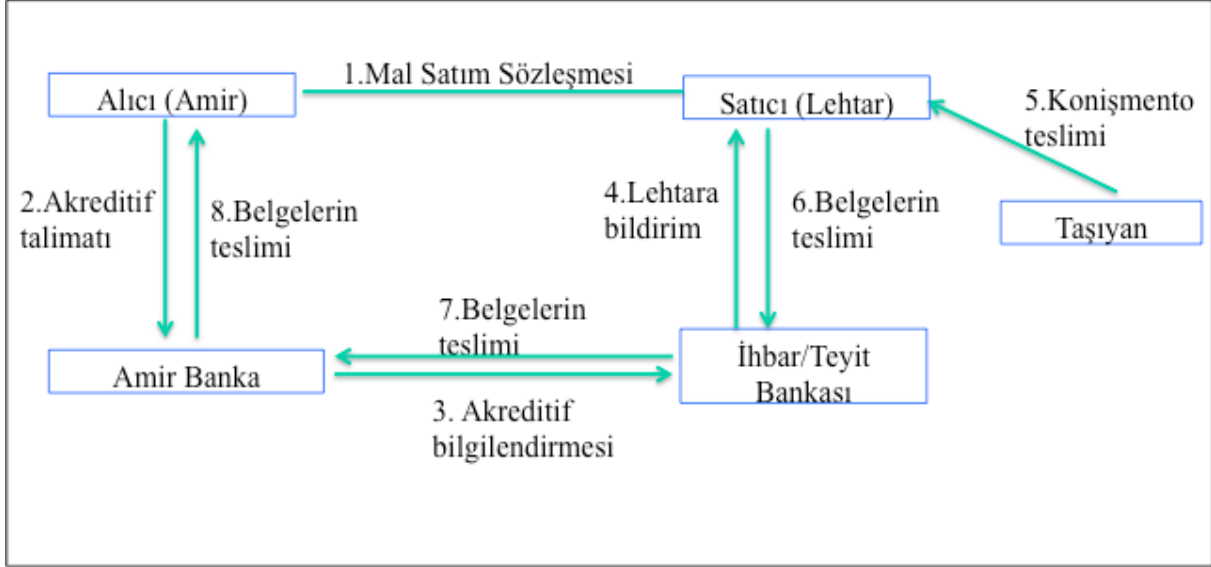 1.Mal Satım Sözleşmesi
Alıcı (Amir)
Satıcı (Lehtar)
5.Konişmento
teslimi
2.Akreditif
talimatı
8.Belgelerin
teslimi
4.Lehtara
bildirim
6.Belgelerin
teslimi
Taşıyan
7.Belgelerin
teslimi
Amir Banka
İhbar/Teyit
Bankası
3. Akreditif
bilgilendirmesi